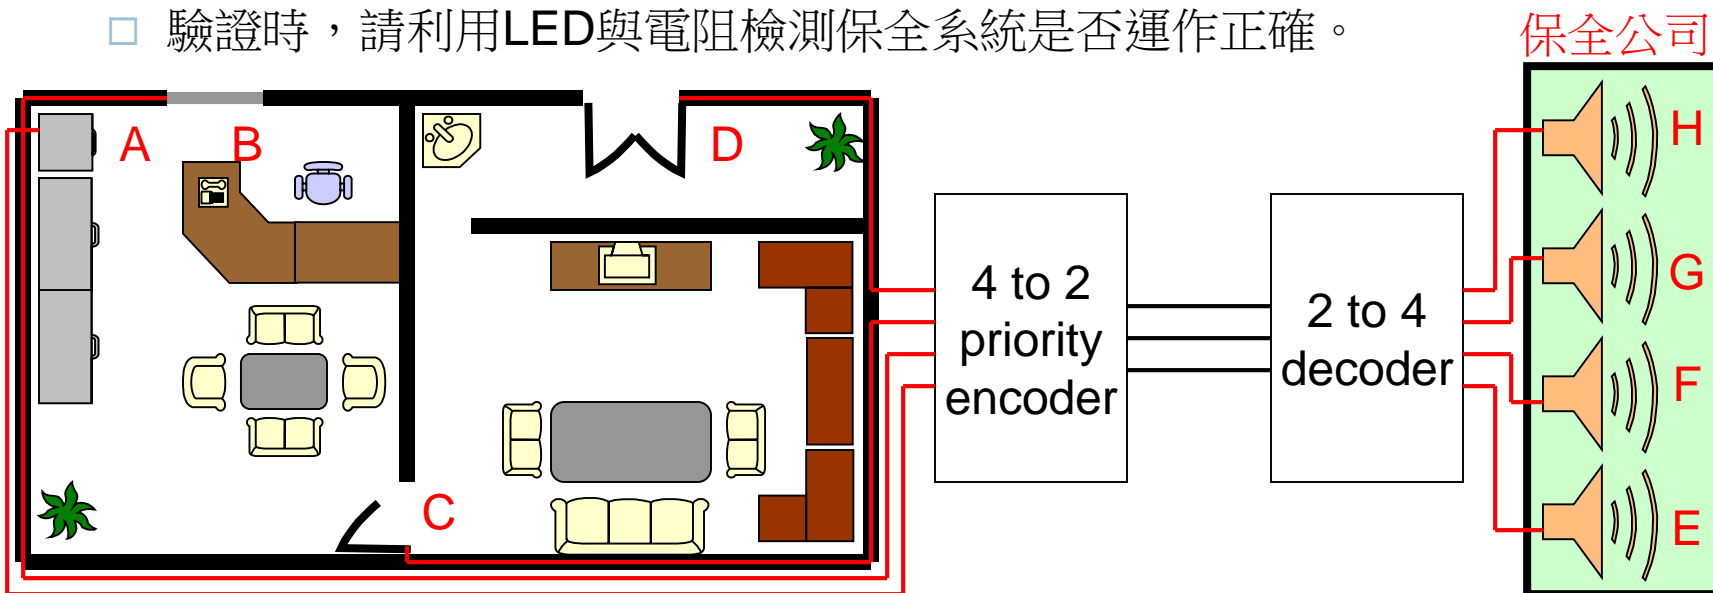 驗證時，請利用LED與電阻檢測保全系統是否運作正確。
保全公司
A
B
C
D
4 to 2
priority
encoder
2 to 4
decoder
H
G
F
E